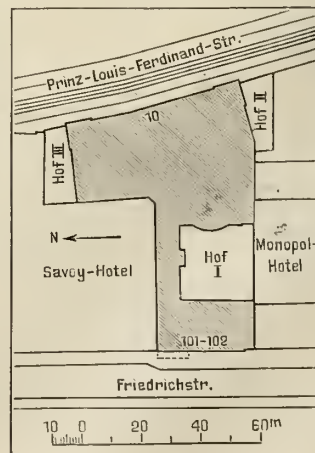 Prinz-Louis-Ferdinand-Str.
10
Hof II
Hof III
N
Savoy-Hotel
Hof
I
Monopol-
Hotel
101-102
Friedrichstr.
10 0 20 40 60m